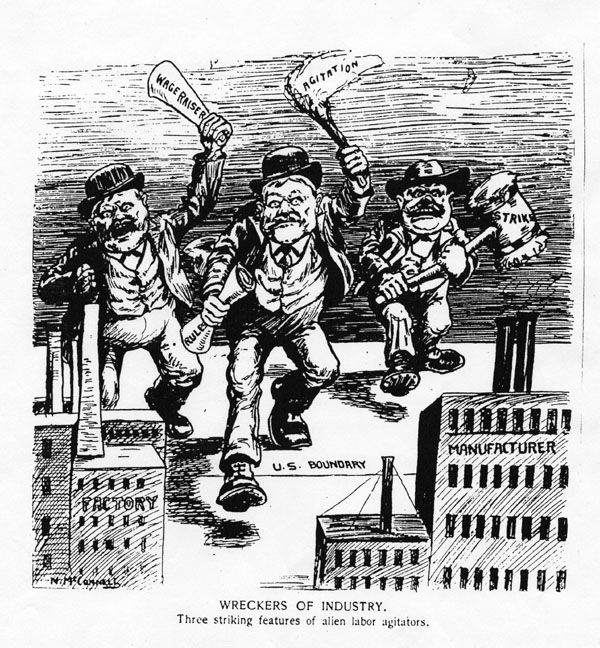 WAGE RAISER
AGITATION
STRIKE
RULES
U.S. BOUNDARY
MANUFACTURER
FACTORY
N. McConnell
WRECKERS OF INDUSTRY.
Three striking features of alien labor agitators.